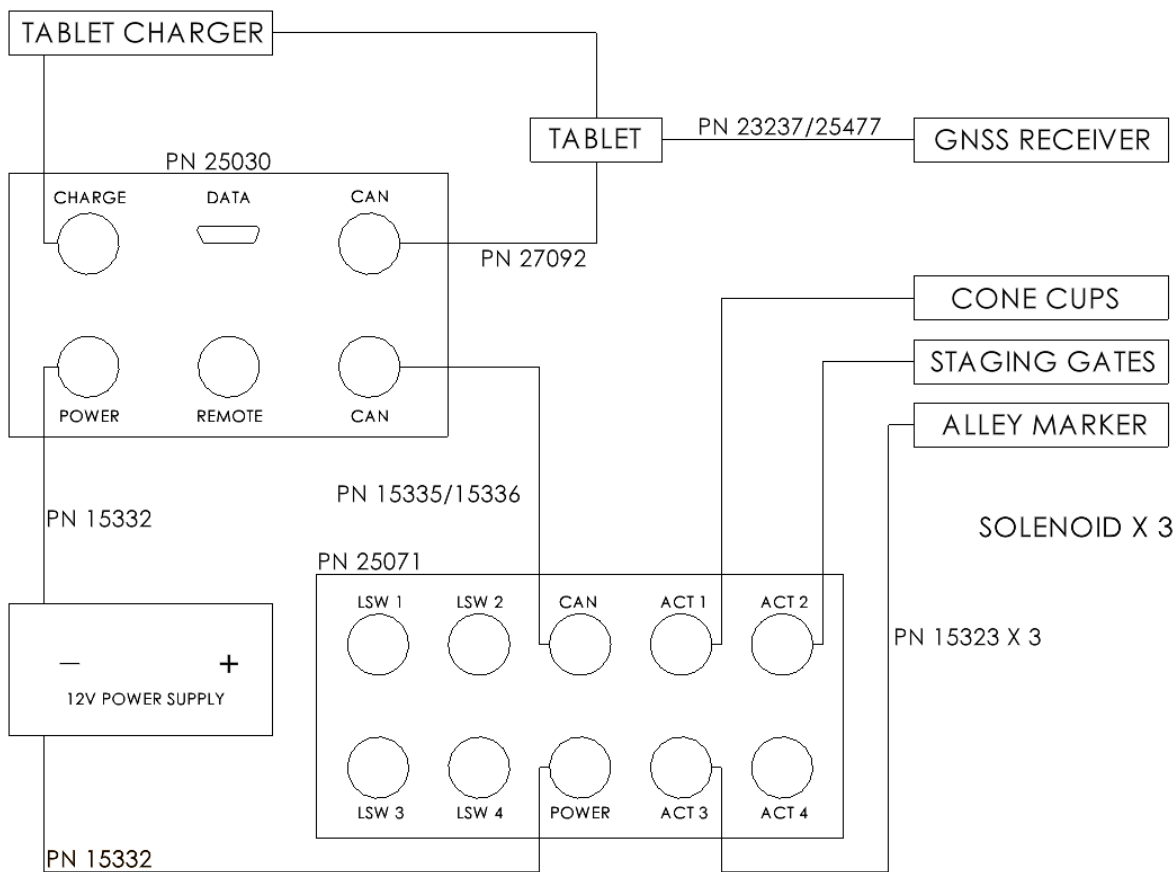 TABLET CHARGER
TABLET
PN 23237/25477
GNSS RECEIVER
PN 25030
CHARGE
DATA
CAN
PN 27092
CONE CUPS
STAGING GATES
ALLEY MARKER
POWER
REMOTE
CAN
PN 15335/15336
PN 15332
SOLENOID X 3
PN 25071
LSW 1
LSW 2
CAN
ACT 1
ACT 2
PN 15323 X 3
— +
12V POWER SUPPLY
LSW 3
LSW 4
POWER
ACT 3
ACT 4
PN 15332